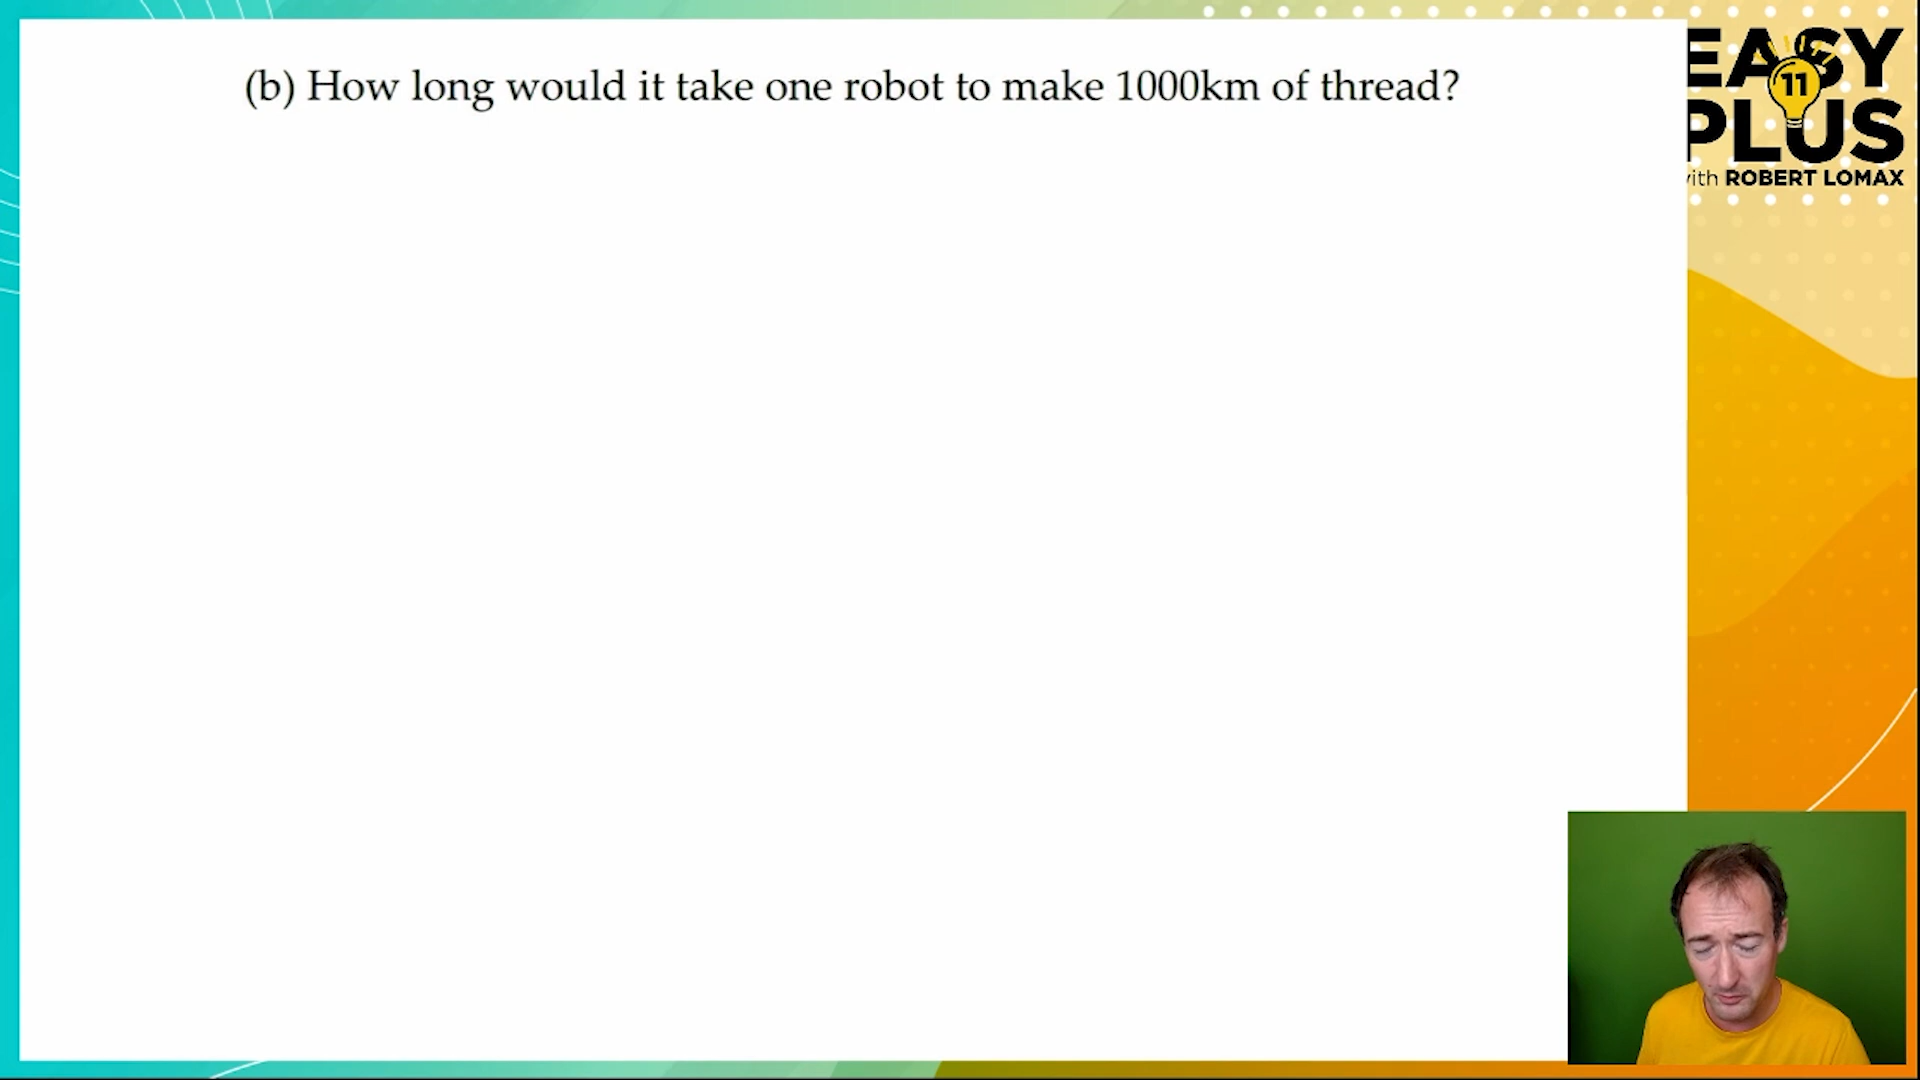 (b) How long would it take one robot to make 1000km of thread?
EASY
11
PLUS
with ROBERT LOMAX